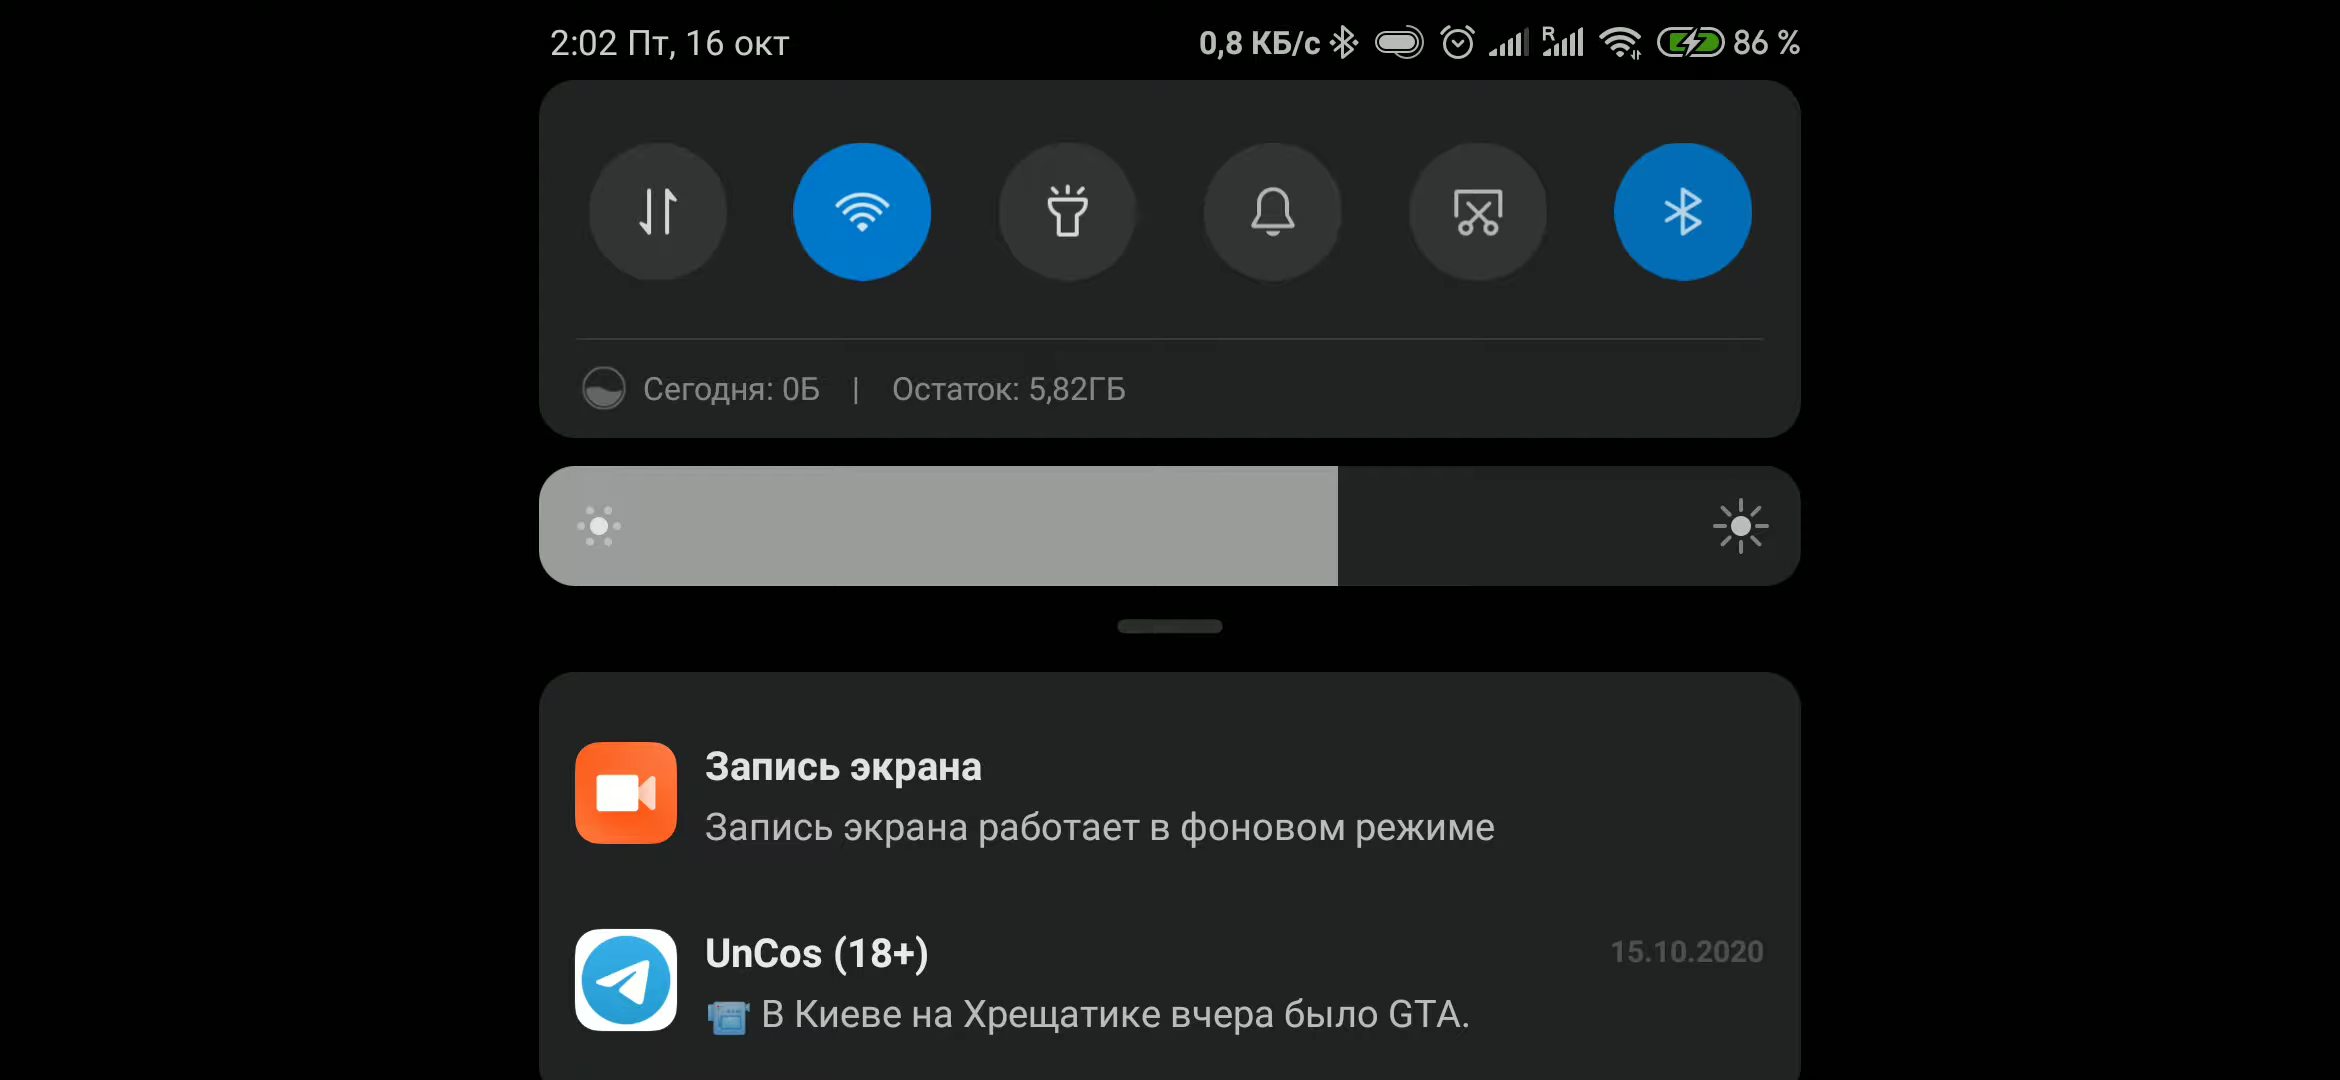 2:02 Пт, 16 окт
0,8 КБ/с R 86 %
Сегодня: 0Б | Остаток: 5,82ГБ
Запись экрана
Запись экрана работает в фоновом режиме
UnCos (18+) 15.10.2020
В Киеве на Хрещатике вчера было GTA.